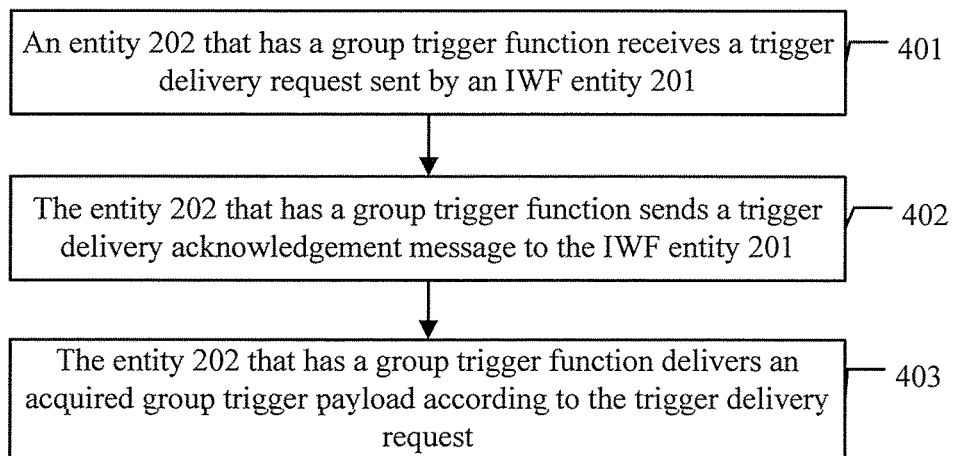 An entity 202 that has a group trigger function receives a trigger
delivery request sent by an IWF entity 201
401
The entity 202 that has a group trigger function sends a trigger
delivery acknowledgement message to the IWF entity 201
402
The entity 202 that has a group trigger function delivers an
acquired group trigger payload according to the trigger delivery
request
403